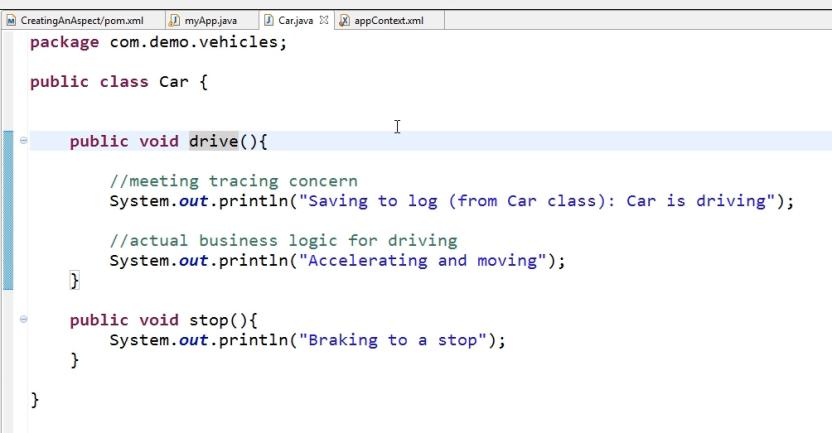 CreatingAnAspect/pom.xml myApp.java Car.java appContext.xml
package com.demo.vehicles;
public class Car {
public void drive(){
//meeting tracing concern
System.out.println("Saving to log (from Car class): Car is driving");
//actual business logic for driving
System.out.println("Accelerating and moving");
}
public void stop(){
System.out.println("Braking to a stop");
}
}